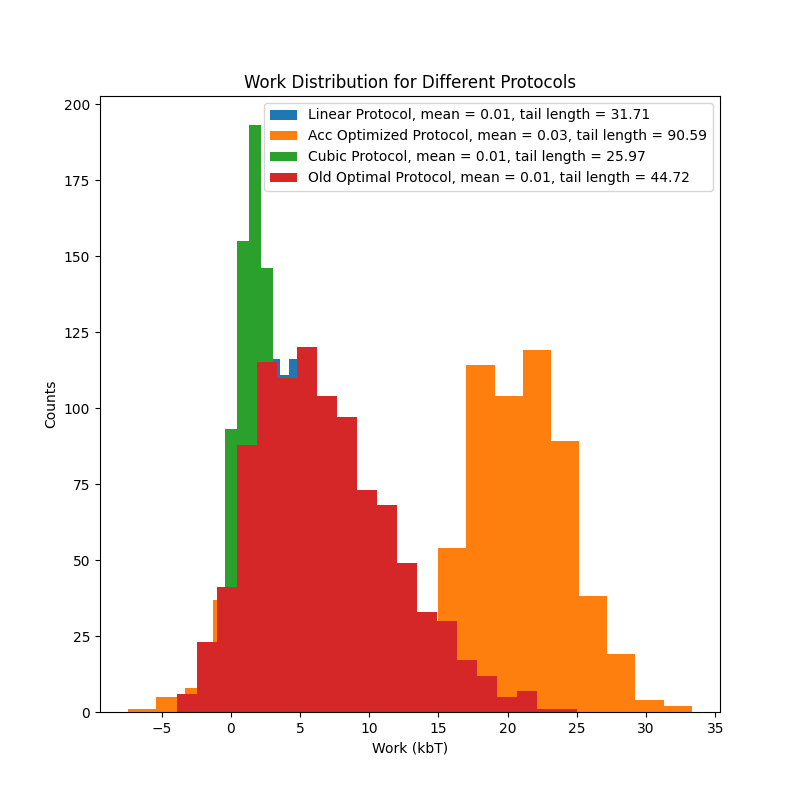 Work Distribution for Different Protocols
Linear Protocol, mean = 0.01, tail length = 31.71
Acc Optimized Protocol, mean = 0.03, tail length = 90.59
Cubic Protocol, mean = 0.01, tail length = 25.97
Old Optimal Protocol, mean = 0.01, tail length = 44.72
200
175
150
125
100
75
50
25
0
Counts
−5 0 5 10 15 20 25 30 35
Work (kbT)